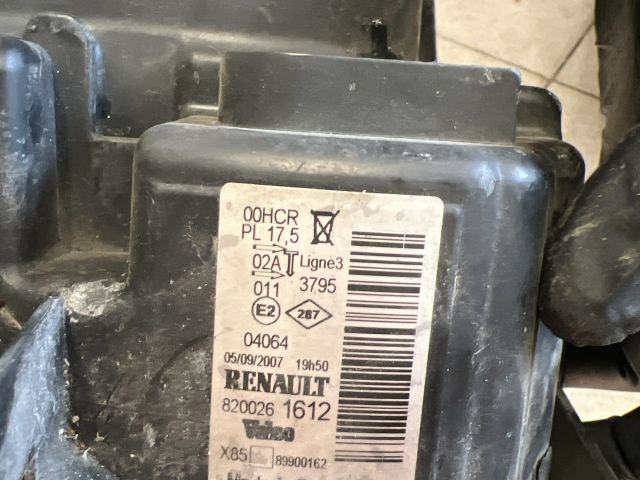 00HCR
PL 17,5
02A Ligne3
011 3795
E2 287
04064
05/09/2007 19h50
RENAULT
820026 1612
Valeo
X85 89900162